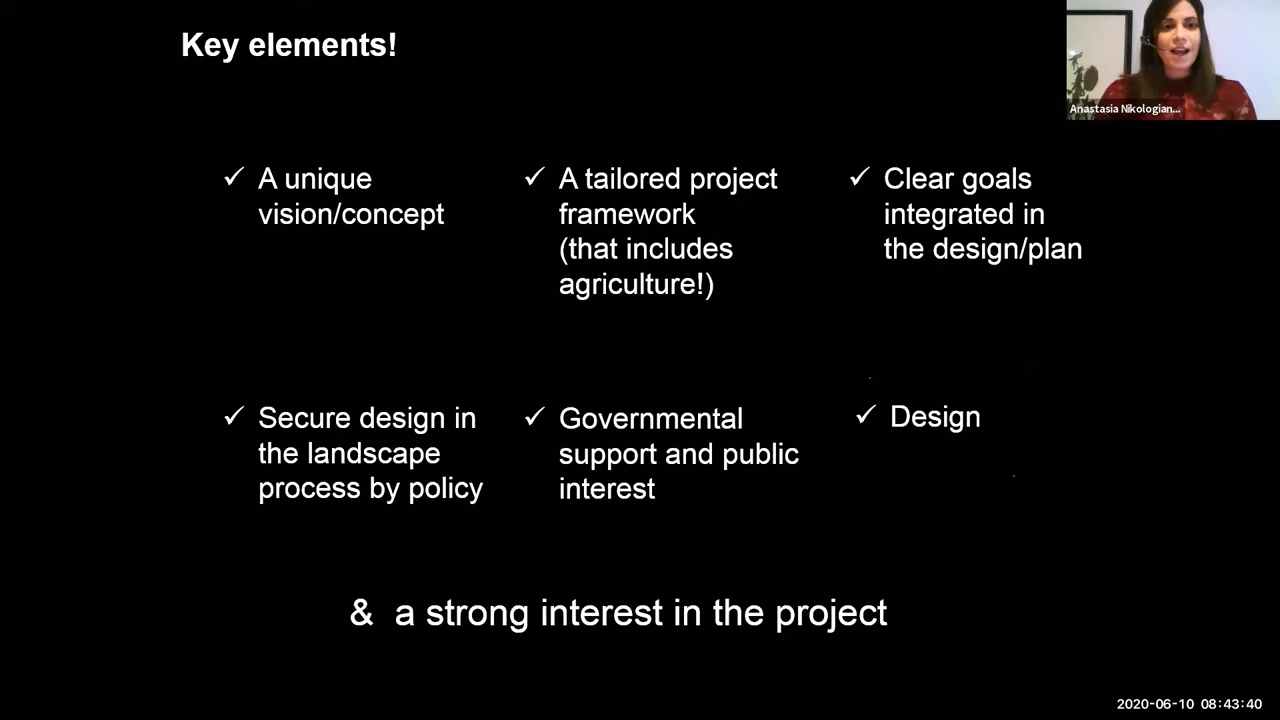 Key elements!
Anastasia Nikologian...
✓ A unique
vision/concept
✓ A tailored project
framework
(that includes
agriculture!)
✓ Clear goals
integrated in
the design/plan
✓ Secure design in
the landscape
process by policy
✓ Governmental
support and public
interest
✓ Design
& a strong interest in the project
2020-06-10 08:43:40